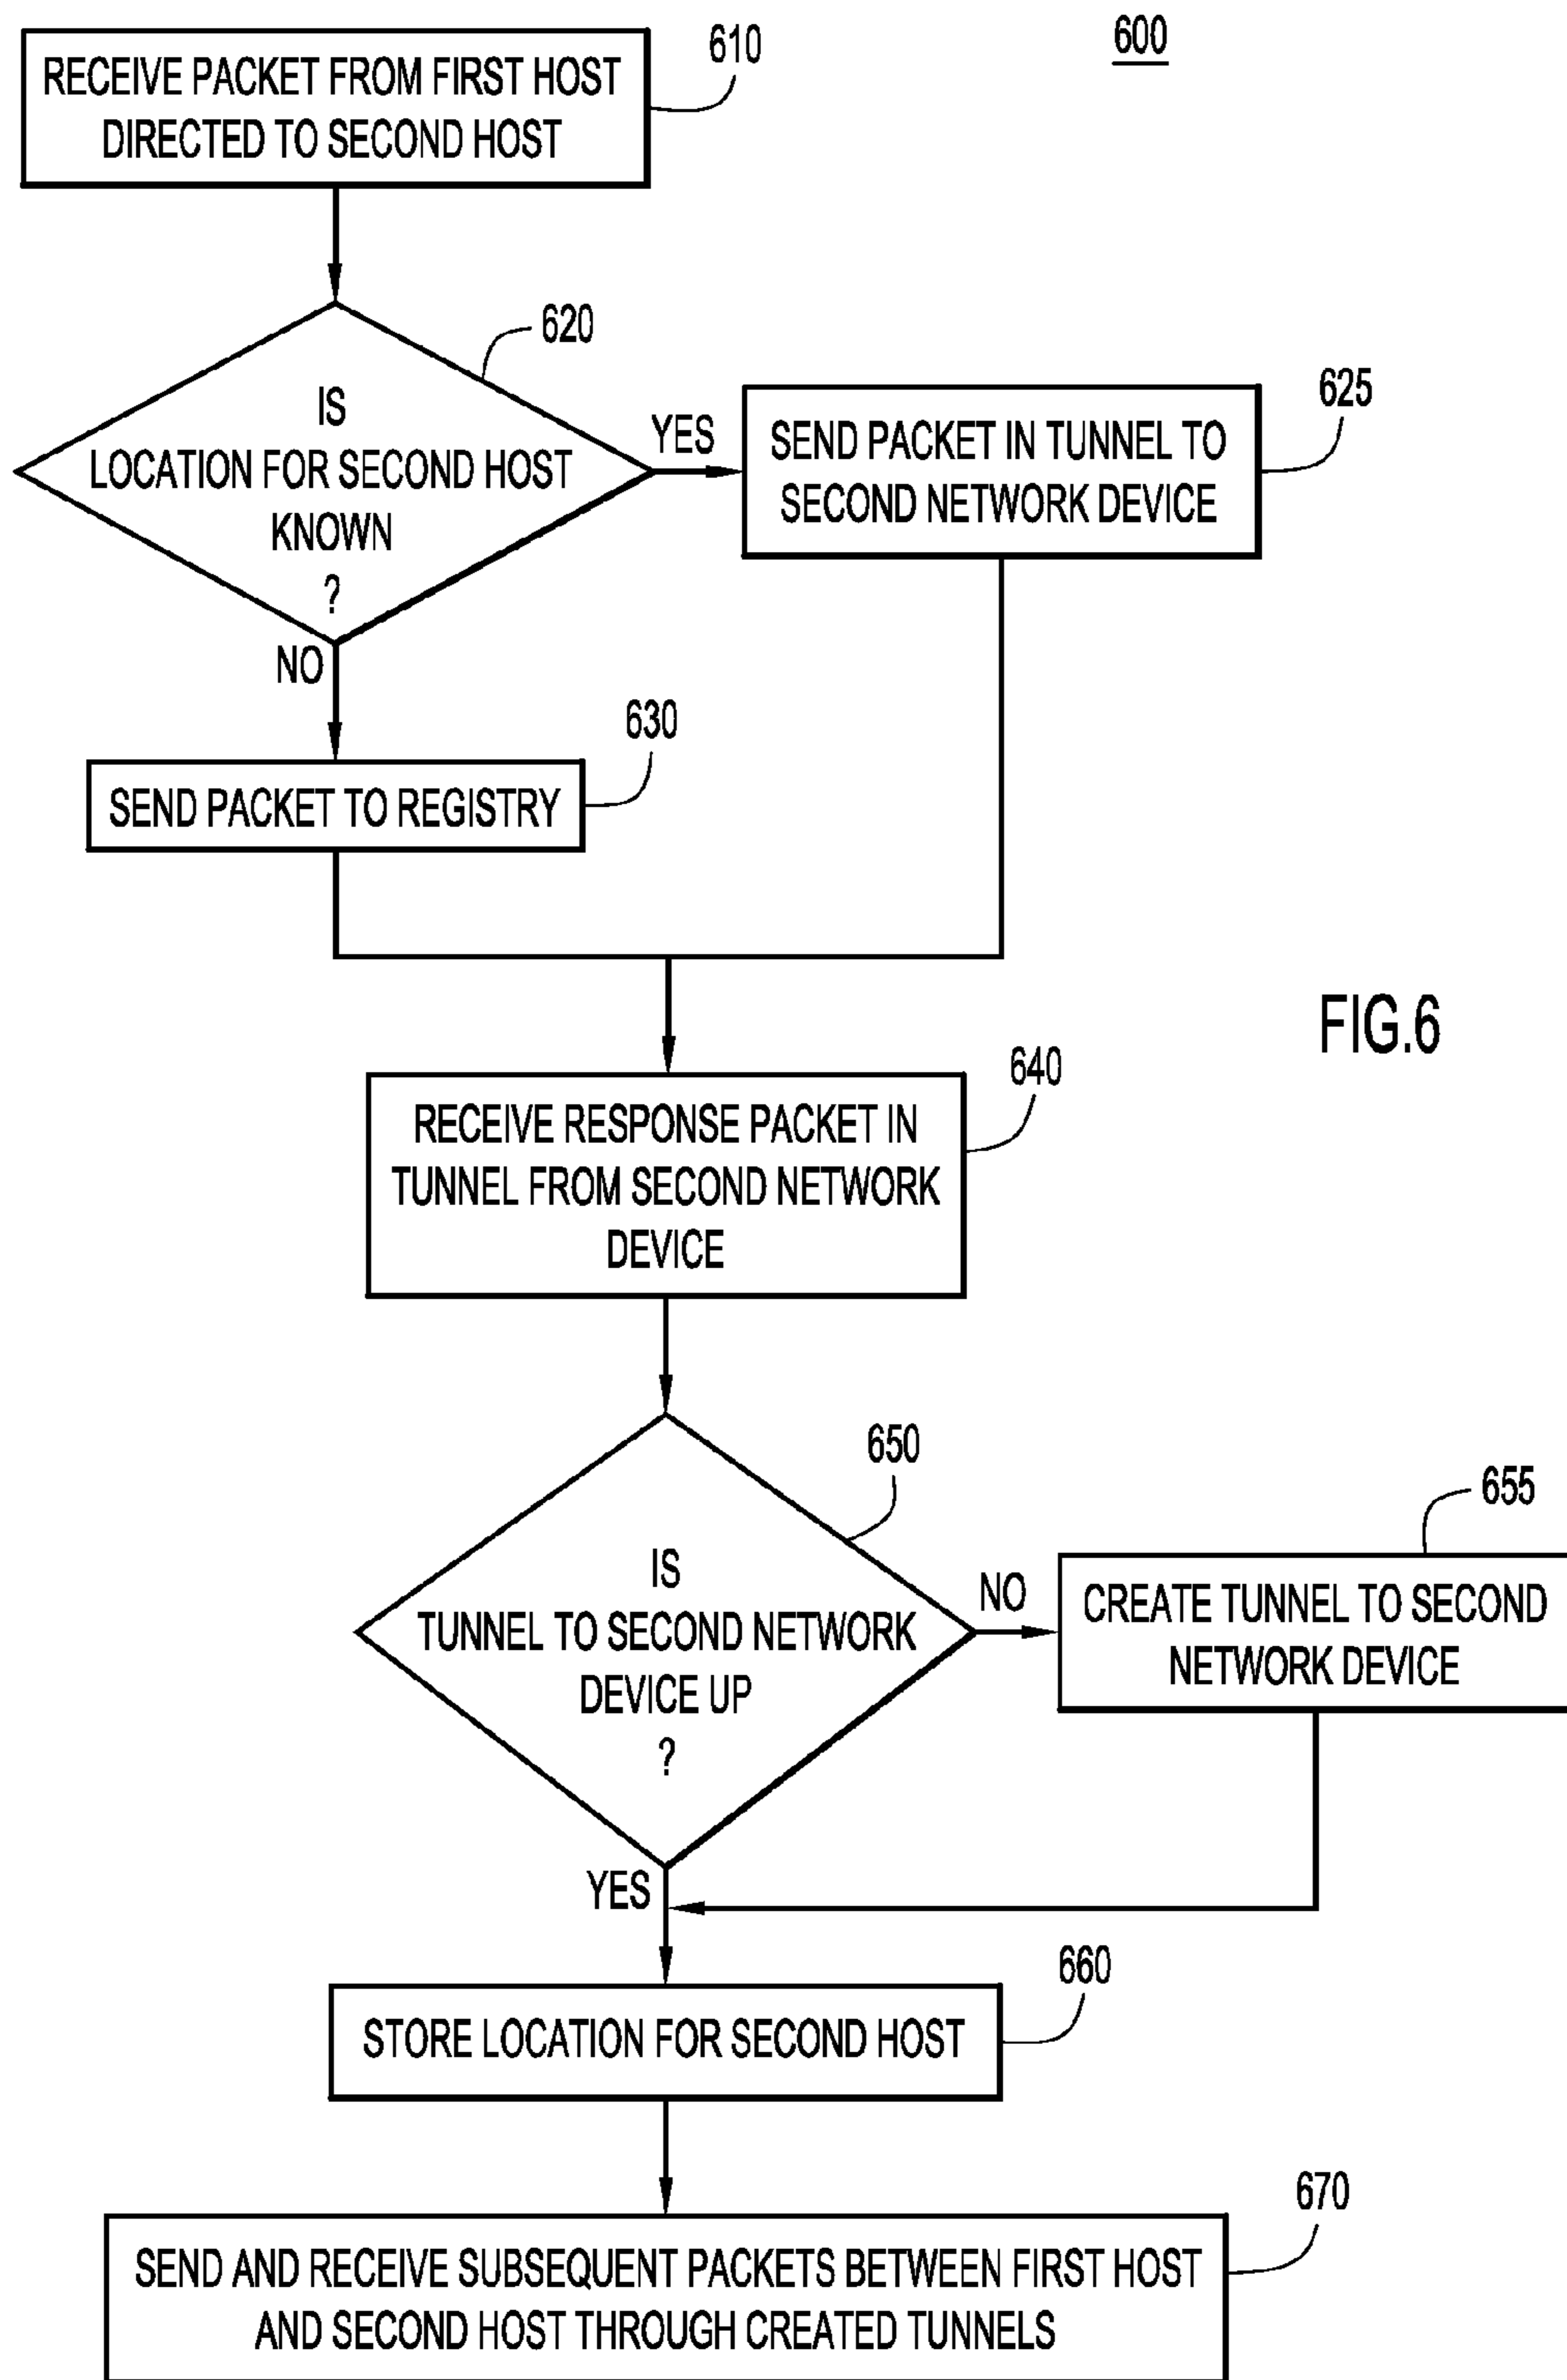 600
610
RECEIVE PACKET FROM FIRST HOST
DIRECTED TO SECOND HOST
620
IS
LOCATION FOR SECOND HOST
KNOWN
?
YES
NO
625
SEND PACKET IN TUNNEL TO
SECOND NETWORK DEVICE
630
SEND PACKET TO REGISTRY
FIG.6
640
RECEIVE RESPONSE PACKET IN
TUNNEL FROM SECOND NETWORK
DEVICE
650
IS
TUNNEL TO SECOND NETWORK
DEVICE UP
?
NO
YES
655
CREATE TUNNEL TO SECOND
NETWORK DEVICE
660
STORE LOCATION FOR SECOND HOST
670
SEND AND RECEIVE SUBSEQUENT PACKETS BETWEEN FIRST HOST
AND SECOND HOST THROUGH CREATED TUNNELS